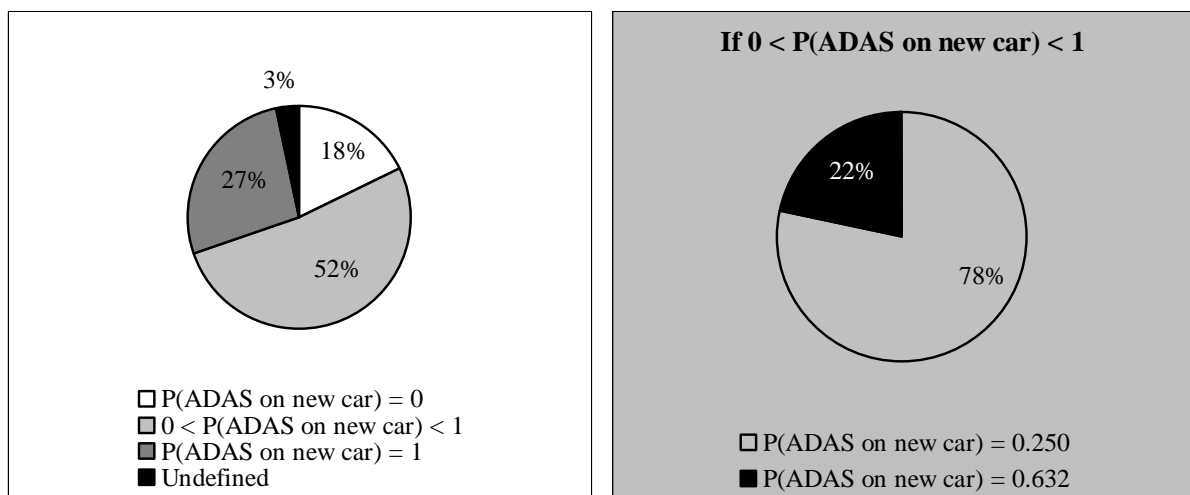 3%
18%
27%
52%
P(ADAS on new car) = 0
0 < P(ADAS on new car) < 1
P(ADAS on new car) = 1
Undefined
If 0 < P(ADAS on new car) < 1
22%
78%
P(ADAS on new car) = 0.250
P(ADAS on new car) = 0.632